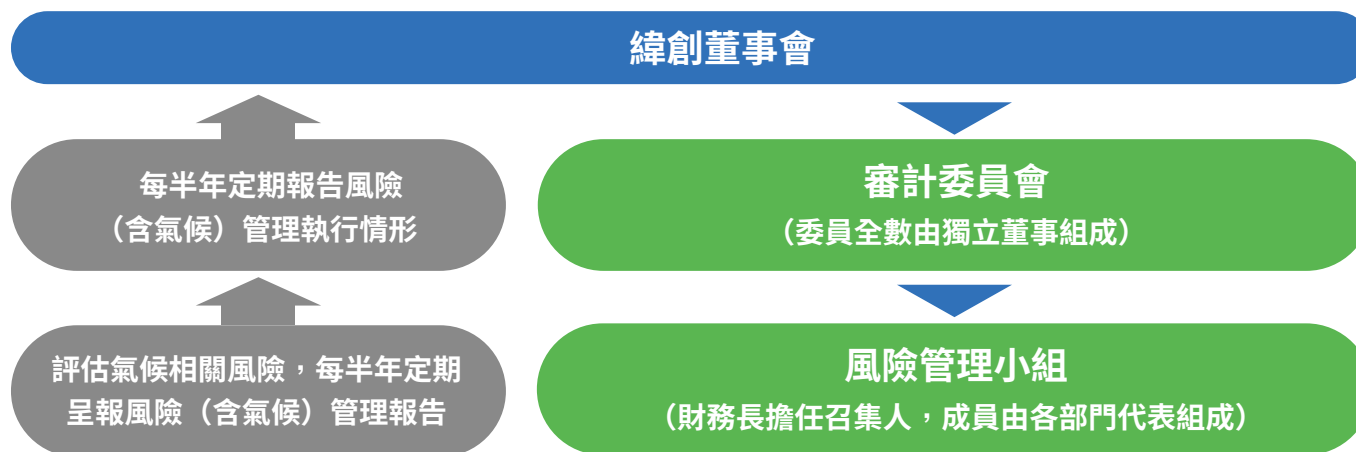 緯創董事會
每半年定期報告風險
（含氣候）管理執行情形
審計委員會
（委員全數由獨立董事組成）
評估氣候相關風險，每半年定期
呈報風險（含氣候）管理報告
風險管理小組
（財務長擔任召集人，成員由各部門代表組成）